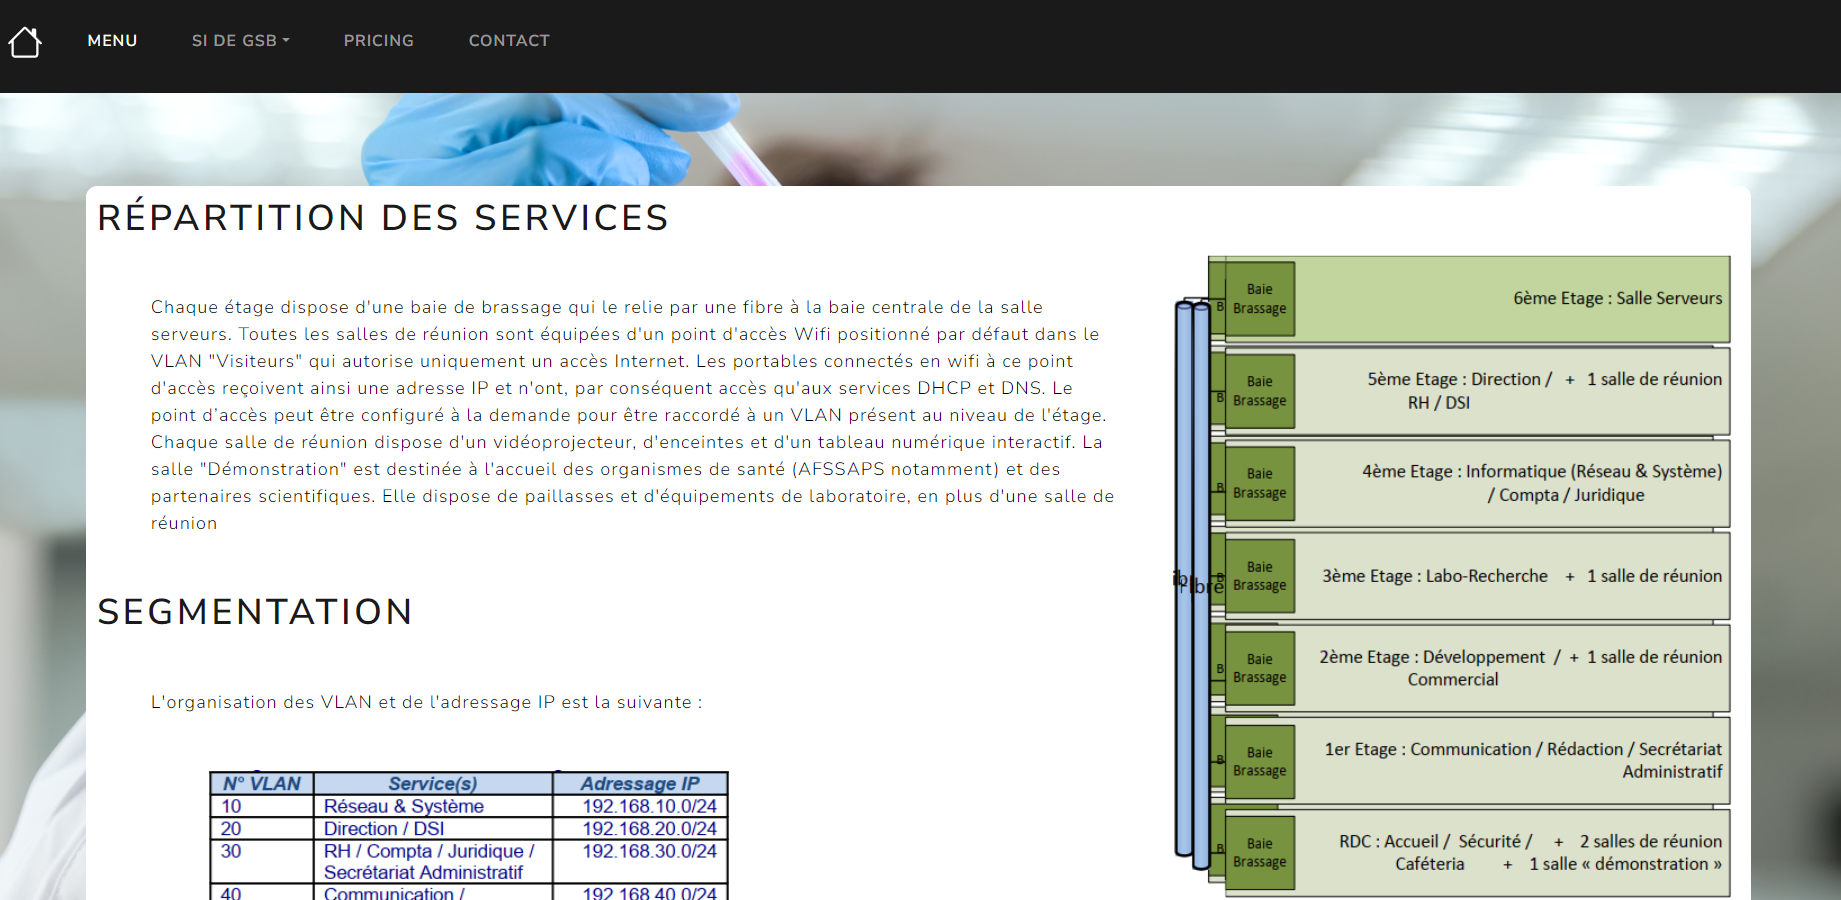 MENU SI DE GSB PRICING CONTACT
RÉPARTITION DES SERVICES
Chaque étage dispose d'une baie de brassage qui le relie par une fibre à la baie centrale de la salle
serveurs. Toutes les salles de réunion sont équipées d'un point d'accès Wifi positionné par défaut dans le
VLAN "Visiteurs" qui autorise uniquement un accès Internet. Les portables connectés en wifi à ce point
d'accès reçoivent ainsi une adresse IP et n'ont, par conséquent accès qu'aux services DHCP et DNS. Le
point d’accès peut être configuré à la demande pour être raccordé à un VLAN présent au niveau de l'étage.
Chaque salle de réunion dispose d'un vidéoprojecteur, d'enceintes et d'un tableau numérique interactif. La
salle "Démonstration" est destinée à l'accueil des organismes de santé (AFSSAPS notamment) et des
partenaires scientifiques. Elle dispose de paillasses et d'équipements de laboratoire, en plus d'une salle de
réunion
SEGMENTATION
L'organisation des VLAN et de l'adressage IP est la suivante :
N° VLAN Service(s) Adressage IP
10 Réseau & Système 192.168.10.0/24
20 Direction / DSI 192.168.20.0/24
30 RH / Compta / Juridique / 192.168.30.0/24
Secrétariat Administratif
40 Communication / 192.168.40.0/24
B Baie
Brassage
6ème Etage : Salle Serveurs
B Baie
Brassage
5ème Etage : Direction / + 1 salle de réunion
RH / DSI
B Baie
Brassage
4ème Etage : Informatique (Réseau & Système)
/ Compta / Juridique
Fibre
B Baie
Brassage
3ème Etage : Labo-Recherche + 1 salle de réunion
B Baie
Brassage
2ème Etage : Développement / + 1 salle de réunion
Commercial
B Baie
Brassage
1er Etage : Communication / Rédaction / Secrétariat
Administratif
B Baie
Brassage
RDC : Accueil / Sécurité / + 2 salles de réunion
Caféteria + 1 salle « démonstration »